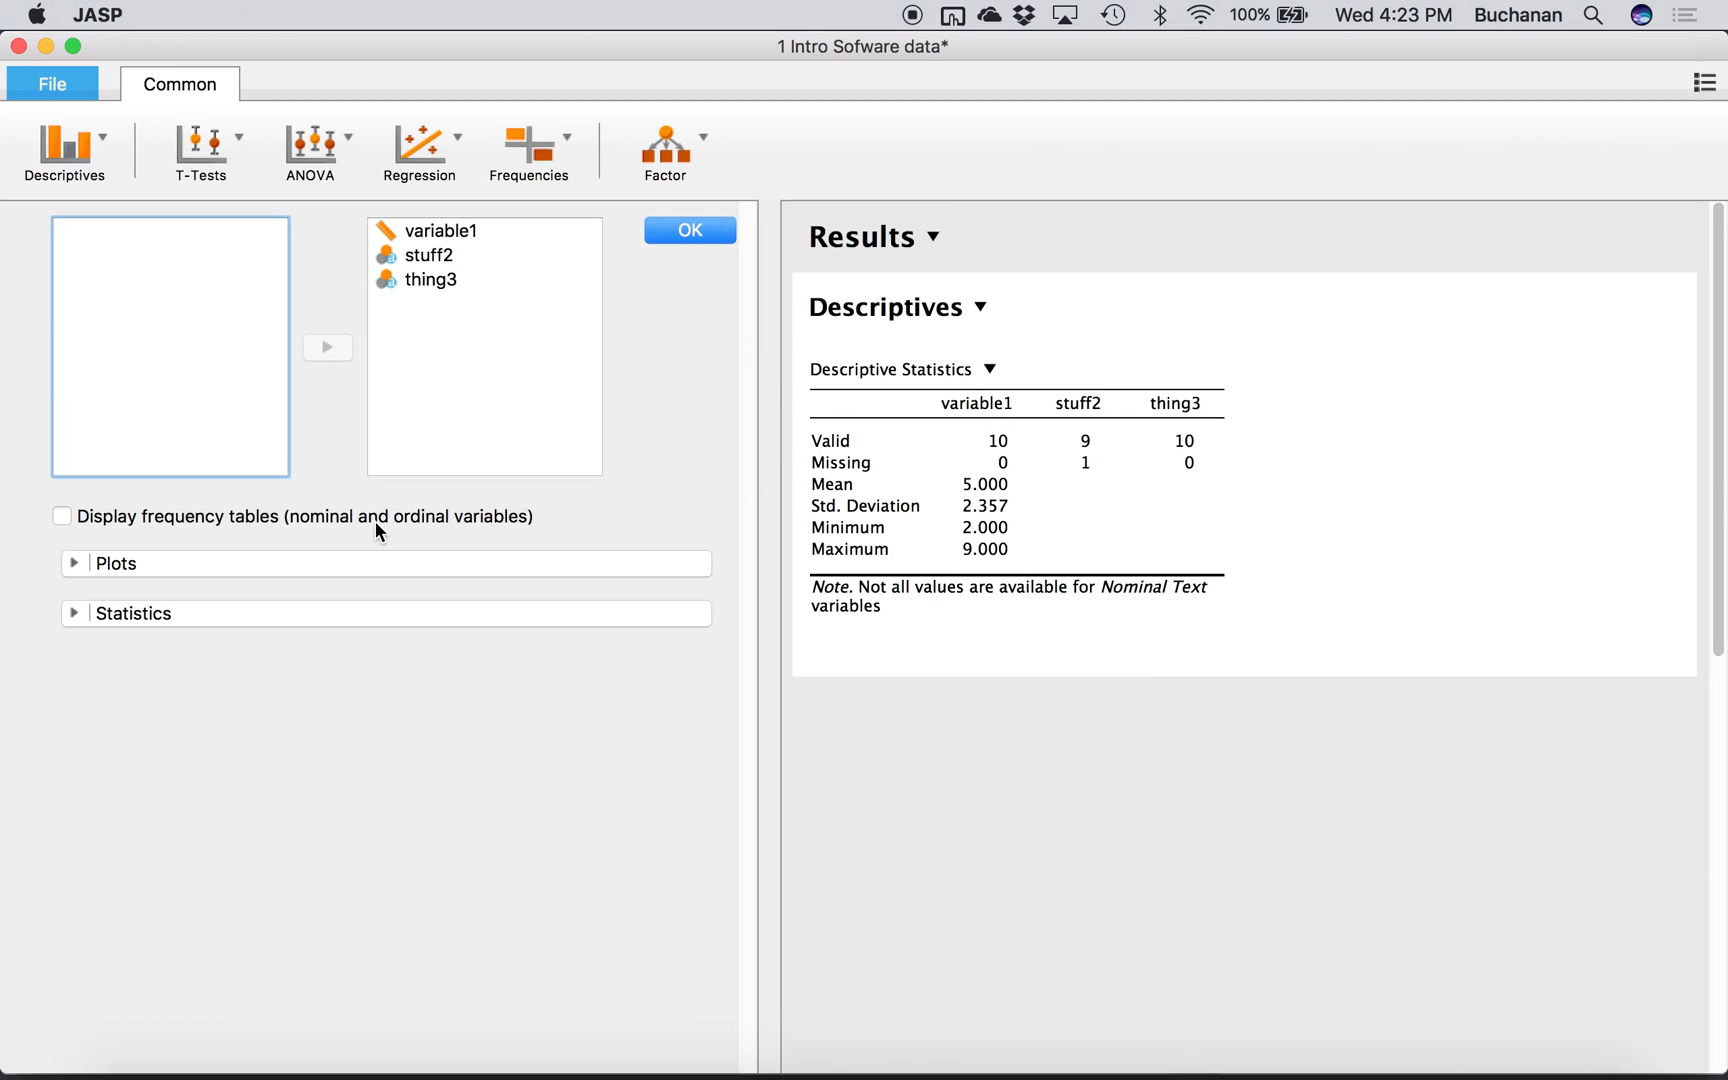 JASP 100% Wed 4:23 PM Buchanan
1 Intro Sofware data*
File Common
Descriptives T-Tests ANOVA Regression Frequencies Factor
variable1
stuff2
thing3
OK
Display frequency tables (nominal and ordinal variables)
Plots
Statistics
Results
Descriptives
Descriptive Statistics
variable1 stuff2 thing3
Valid 10 9 10
Missing 0 1 0
Mean 5.000
Std. Deviation 2.357
Minimum 2.000
Maximum 9.000
Note. Not all values are available for Nominal Text
variables